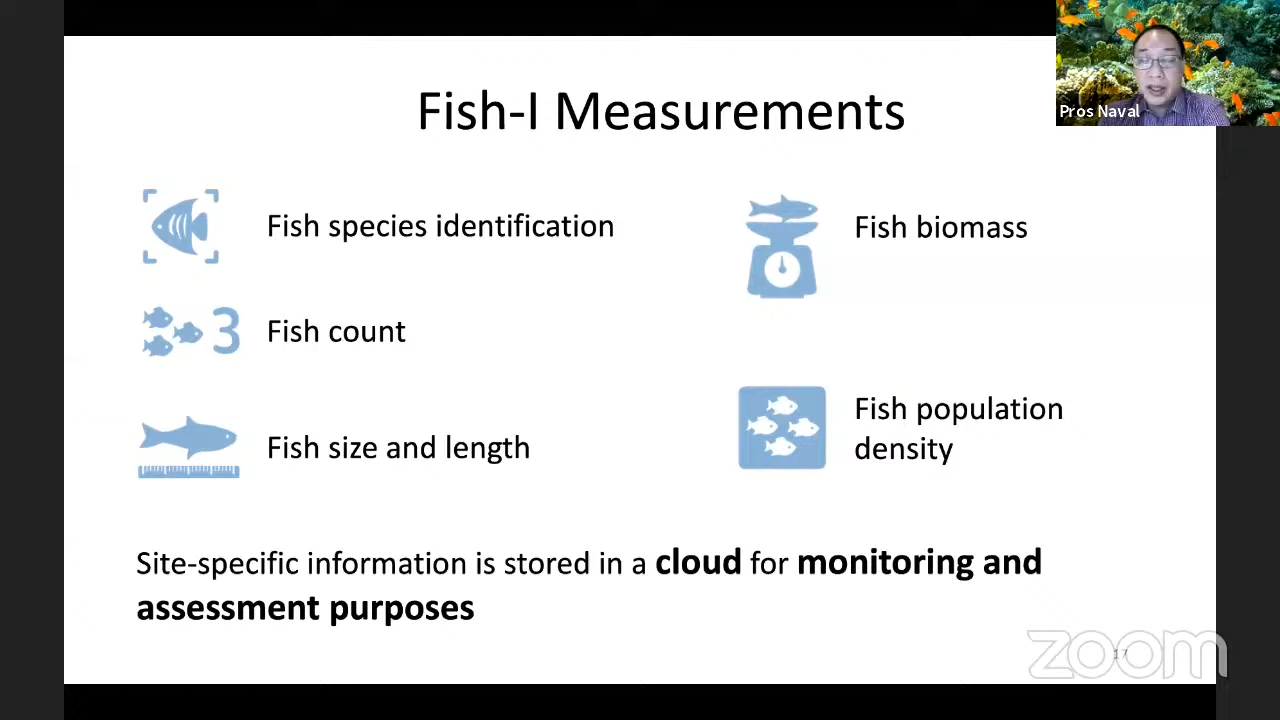 Fish-I Measurements
Pros Naval
Fish species identification
Fish biomass
3
Fish count
Fish size and length
Fish population
density
Site-specific information is stored in a cloud for monitoring and
assessment purposes
17
zoom